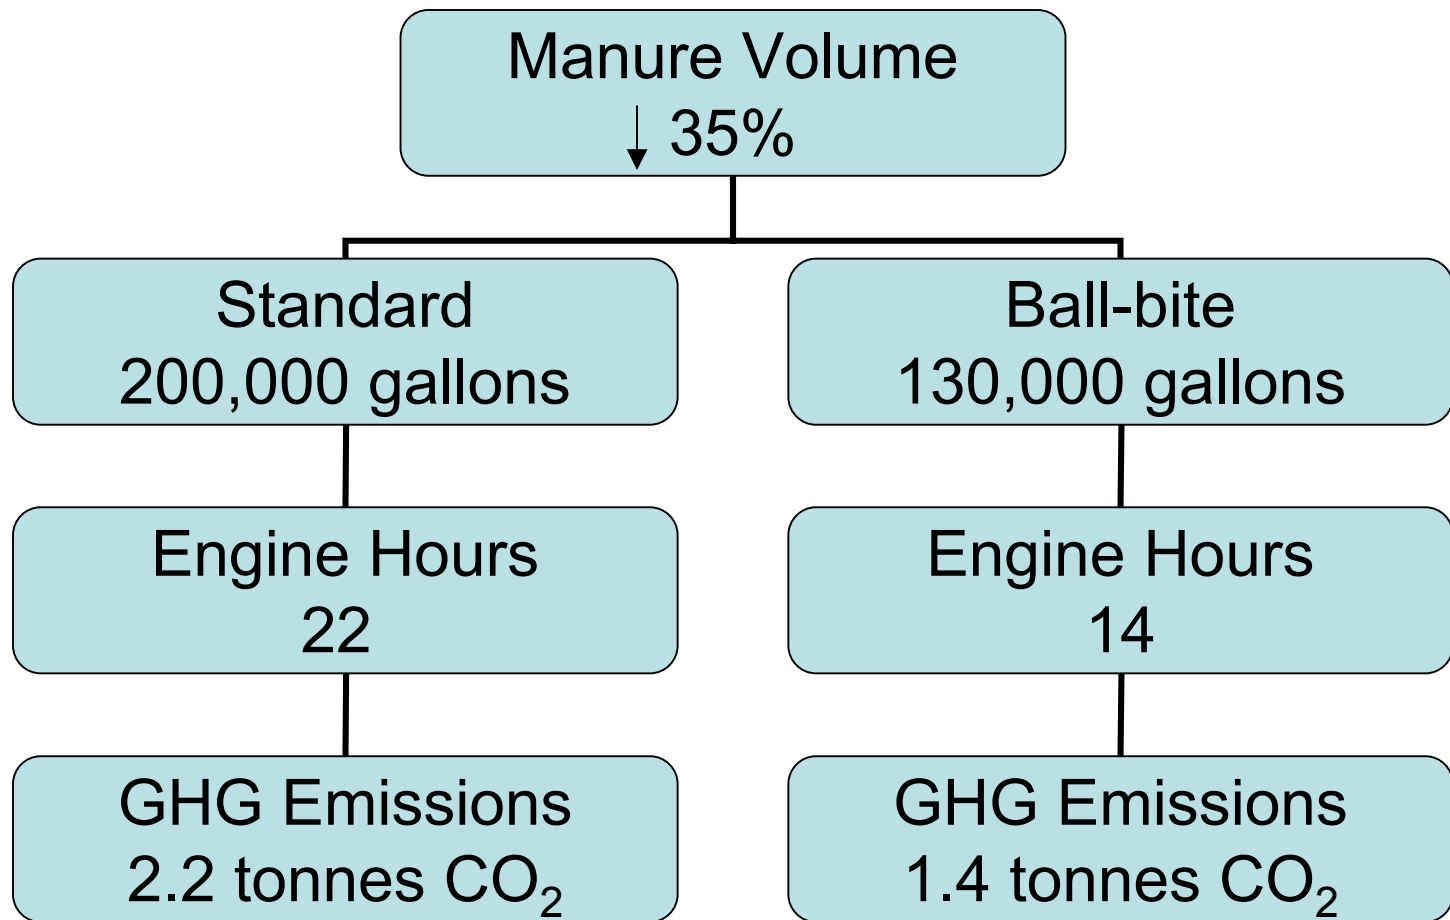 Manure Volume
↓ 35%
Standard
200,000 gallons
Ball-bite
130,000 gallons
Engine Hours
22
Engine Hours
14
GHG Emissions
2.2 tonnes CO₂
GHG Emissions
1.4 tonnes CO₂